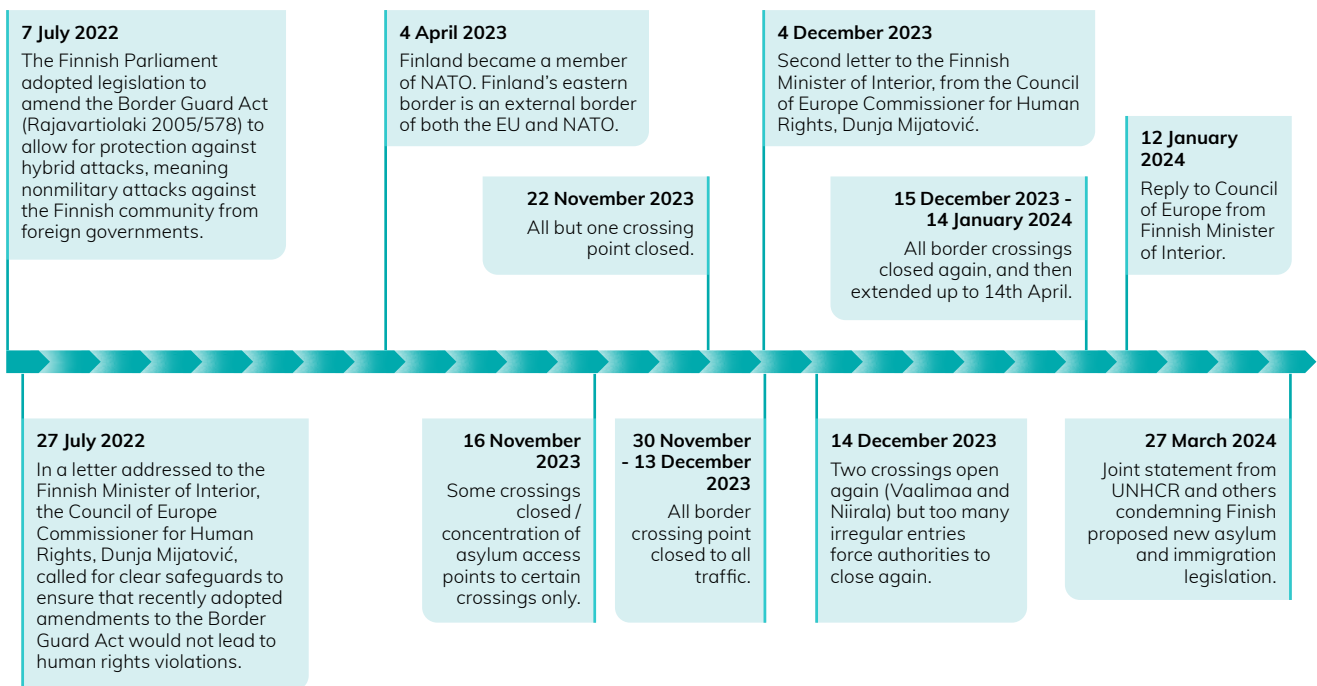 7 July 2022
The Finnish Parliament
adopted legislation to
amend the Border Guard Act
(Rajavartiolaki 2005/578) to
allow for protection against
hybrid attacks, meaning
nonmilitary attacks against
the Finnish community from
foreign governments.
4 April 2023
Finland became a member
of NATO. Finland’s eastern
border is an external border
of both the EU and NATO.
22 November 2023
All but one crossing
point closed.
4 December 2023
Second letter to the Finnish
Minister of Interior, from the Council
of Europe Commissioner for Human
Rights, Dunja Mijatović.
15 December 2023 -
14 January 2024
All border crossings
closed again, and then
extended up to 14th April.
12 January
2024
Reply to Council
of Europe from
Finnish Minister
of Interior.
27 July 2022
In a letter addressed to the
Finnish Minister of Interior,
the Council of Europe
Commissioner for Human
Rights, Dunja Mijatović,
called for clear safeguards to
ensure that recently adopted
amendments to the Border
Guard Act would not lead to
human rights violations.
16 November
2023
Some crossings
closed /
concentration of
asylum access
points to certain
crossings only.
30 November
- 13 December
2023
All border
crossing point
closed to all
traffic.
14 December 2023
Two crossings open
again (Vaalimaa and
Niirala) but too many
irregular entries
force authorities to
close again.
27 March 2024
Joint statement from
UNHCR and others
condemning Finish
proposed new asylum
and immigration
legislation.